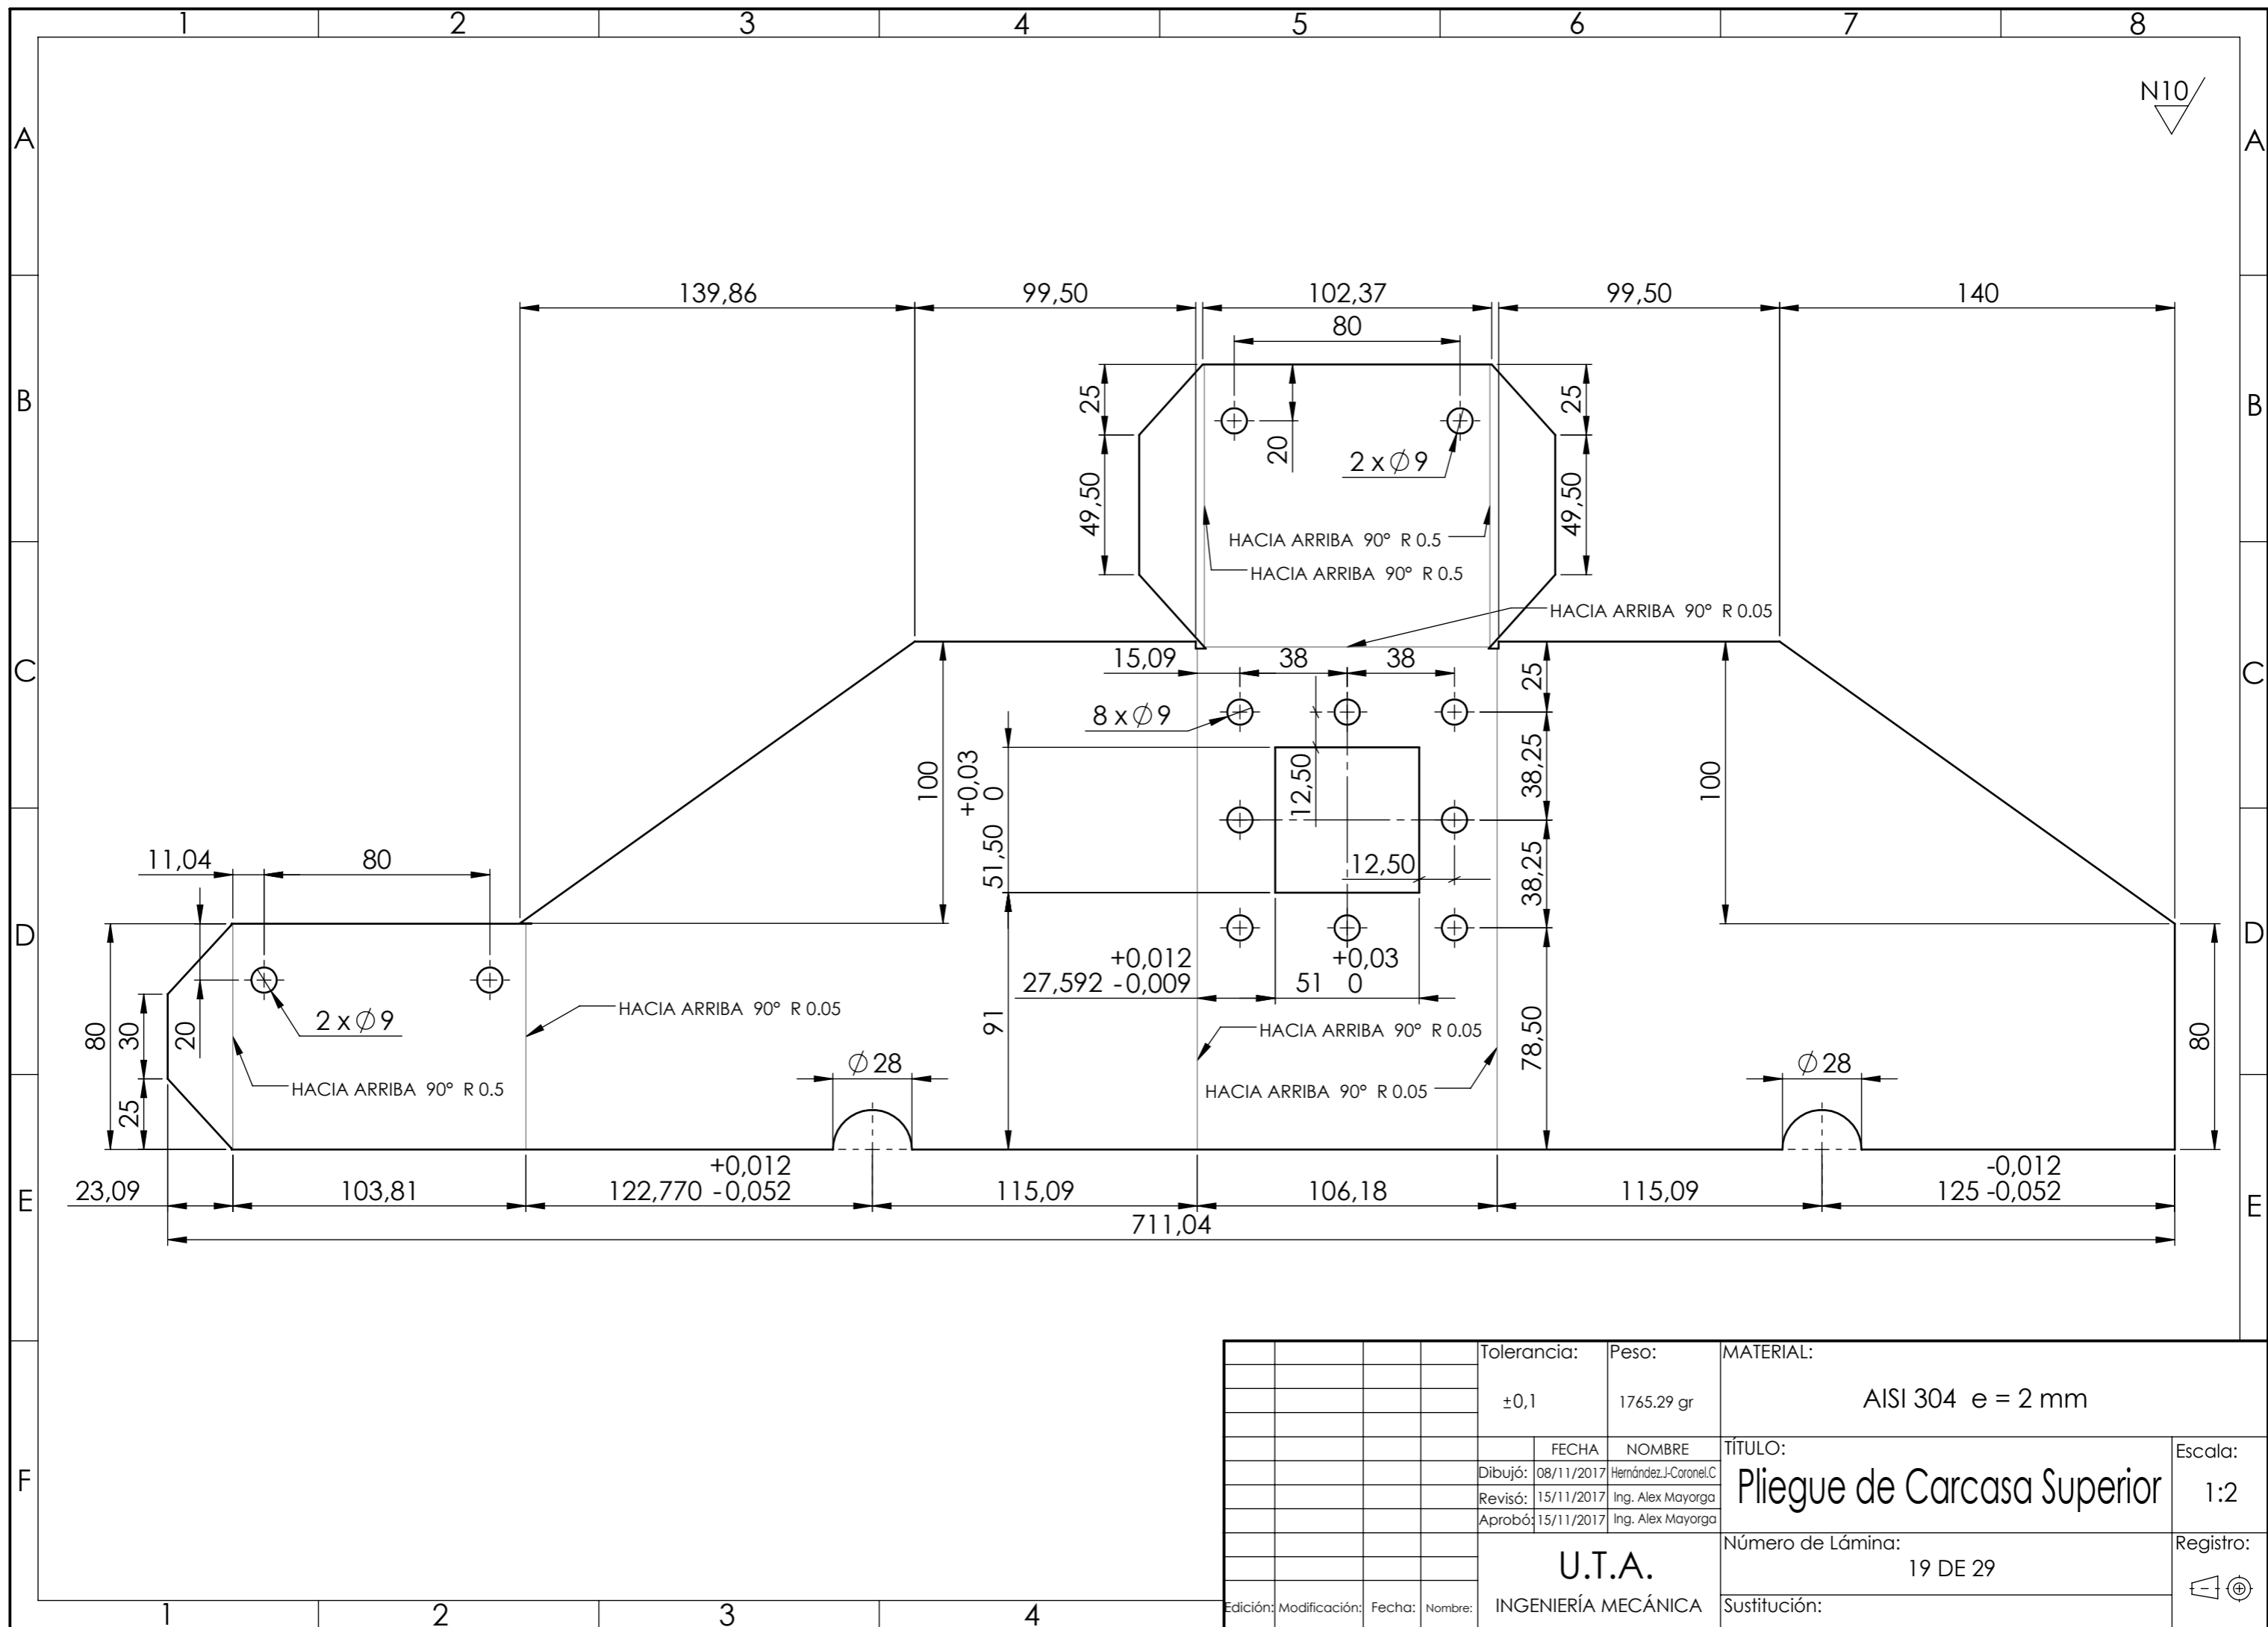 1 2 3 4 5 6 7 8
N10
A A
139,86 99,50 102,37 99,50 140
80
B B
25 25
20
2 x ∅ 9
49,50 49,50
HACIA ARRIBA 90° R 0.5
HACIA ARRIBA 90° R 0.5
HACIA ARRIBA 90° R 0.05
C C
15,09 38 38 25
8 x ∅ 9
100 +0,03
51,50 0
12,50 38,25 100
11,04 80
12,50 38,25
D D
+0,012
27,592 -0,009
+0,03
51 0
80 30 20
2 x ∅ 9
HACIA ARRIBA 90° R 0.05
91
HACIA ARRIBA 90° R 0.05
78,50 80
∅ 28 ∅ 28
25
HACIA ARRIBA 90° R 0.5
HACIA ARRIBA 90° R 0.05
E E
23,09 103,81
+0,012
122,770 -0,052
115,09 106,18 115,09
-0,012
125 -0,052
711,04
F
Tolerancia: Peso: MATERIAL:
±0,1 1765.29 gr AISI 304 e = 2 mm
FECHA NOMBRE TÍTULO: Escala:
Dibujó: 08/11/2017 Hernández.J-Coronel.C
Pliegue de Carcasa Superior 1:2
Revisó: 15/11/2017 Ing. Alex Mayorga
Aprobó: 15/11/2017 Ing. Alex Mayorga
U.T.A.
INGENIERÍA MECÁNICA
Número de Lámina: Registro:
19 DE 29
Sustitución:
Edición: Modificación: Fecha: Nombre:
1 2 3 4